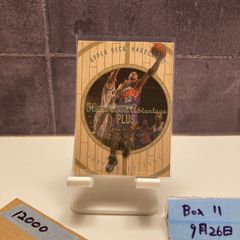 UPPER DECK HARDCOURT
Home Court Advantage
PLUS
12000
Box 11
9月26日